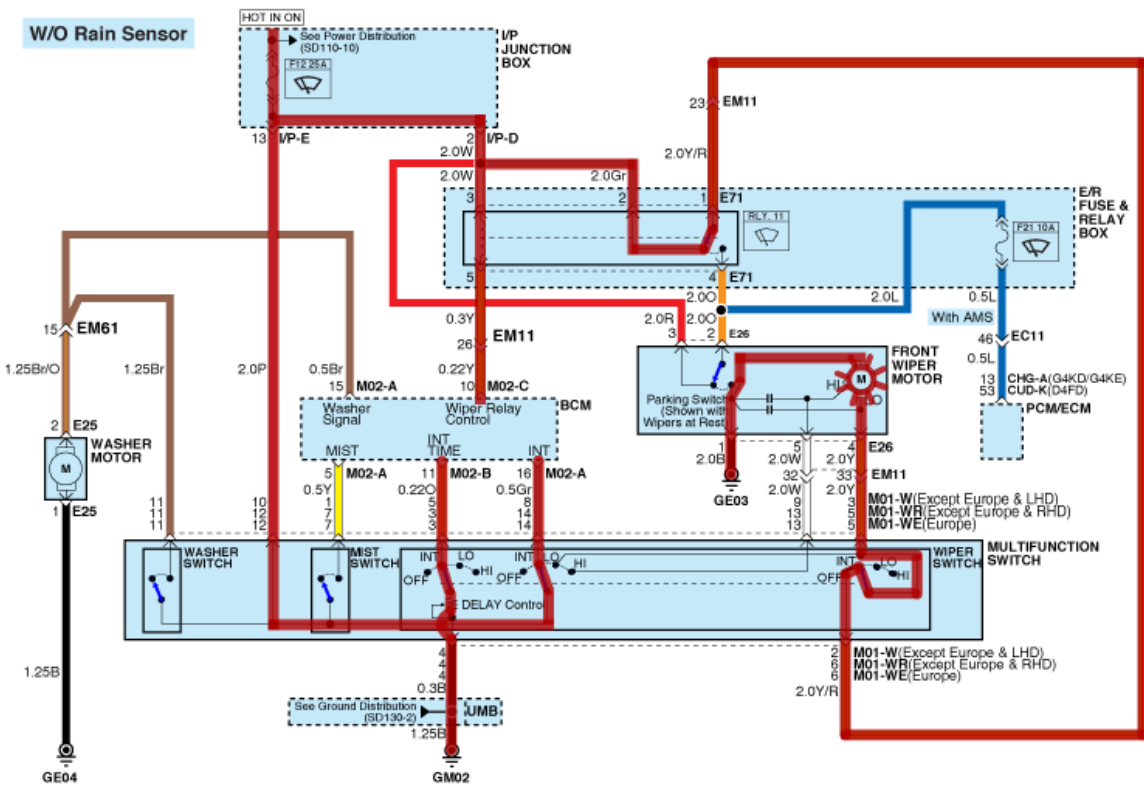 HOT IN ON
W/O Rain Sensor
See Power Distribution
(SD110-10)
I/P
JUNCTION
BOX
F12 25A
13 I/P-E
2 I/P-D
2.0W
2.0W
2.0Gr
23 EM11
2.0Y/R
3
2
1 E71
RLY. 11
E/R
FUSE &
RELAY
BOX
F21 10A
5
4 E71
2.0O
2.0L
0.5L
With AMS
0.3Y
2.0R
2.0O
EM11
26
3
2 E26
46 EC11
0.5L
15 EM61
1.25Br/O
1.25Br
2.0P
0.5Br
0.22Y
15 M02-A
10 M02-C
FRONT
WIPER
MOTOR
M
HI
LO
Parking Switch
(Shown with
Wipers at Rest)
13 CHG-A(G4KD/G4KE)
53 CUD-K(D4FD)
PCM/ECM
Washer
Signal
Wiper Relay
Control
BCM
MIST
INT
TIME
INT
2 E25
WASHER
MOTOR
M
1 E25
1
2.0B
GE03
5
2.0W
4 E26
2.0Y
32
33 EM11
2.0W
2.0Y
5 M02-A
11 M02-B
16 M02-A
0.5Y
0.22O
0.5Gr
11
11
11
10
12
12
1
7
7
5
3
3
8
14
14
9
13
13
3 M01-W(Except Europe & LHD)
5 M01-WR(Except Europe & RHD)
5 M01-WE(Europe)
WASHER
SWITCH
MIST
SWITCH
INT
LO
HI
OFF
INT
LO
HI
OFF
INT
LO
HI
OFF
WIPER
SWITCH
MULTIFUNCTION
SWITCH
DELAY Control
4
4
4
0.3B
2 M01-W(Except Europe & LHD)
6 M01-WR(Except Europe & RHD)
6 M01-WE(Europe)
2.0Y/R
1.25B
See Ground Distribution
(SD130-2)
UMB
1.25B
GE04
GM02